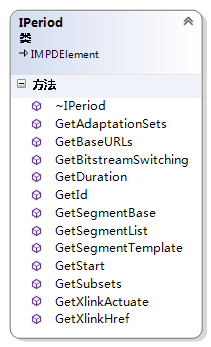 IPeriod
类
IMPDElement
方法
~IPeriod
GetAdaptationSets
GetBaseURLs
GetBitstreamSwitching
GetDuration
GetId
GetSegmentBase
GetSegmentList
GetSegmentTemplate
GetStart
GetSubsets
GetXlinkActuate
GetXlinkHref